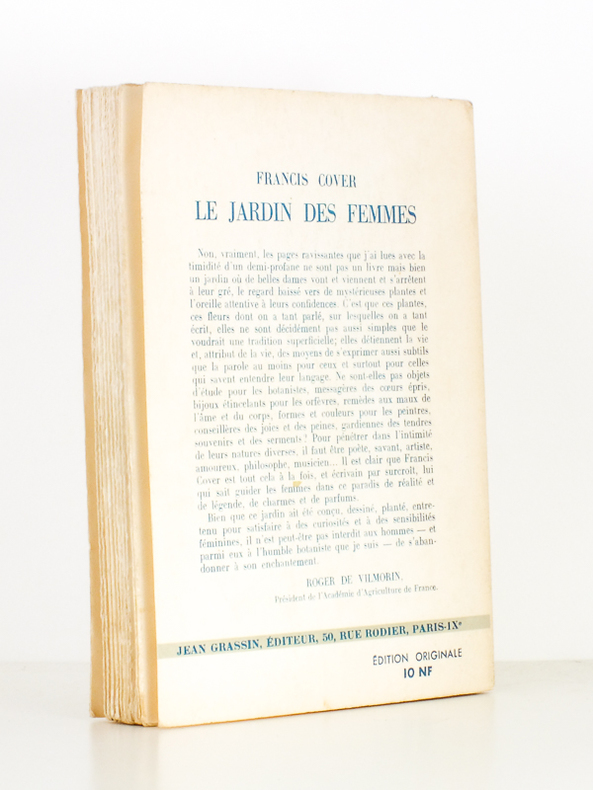 FRANCIS COVER
LE JARDIN DES FEMMES
Non, vraiment, les pages ravissantes que j'ai lues avec la
timidité d'un demi-profane ne sont pas un livre mais bien
un jardin où de belles dames vont et viennent et s'arrêtent
à leur gré, le regard baissé vers de mystérieuses plantes et
l'oreille attentive à leurs confidences. C'est que ces plantes,
ces fleurs dont on a tant parlé, sur lesquelles on a tant
écrit, elles ne sont décidément pas aussi simples que le
voudrait une tradition superficielle; elles détiennent la vie
et, attribut de la vie, des moyens de s'exprimer aussi subtils
que la parole au moins pour ceux et surtout pour celles
qui savent entendre leur langage. Ne sont-elles pas objets
d'étude pour les botanistes, messagères des cœurs épris,
bijoux étincelants pour les orfèvres, remèdes aux maux de
l'âme et du corps, formes et couleurs pour les peintres,
conseillères des joies et des peines, gardiennes des tendres
souvenirs et des serments! Pour pénétrer dans l'intimité
de leurs natures diverses, il faut être poète, savant, artiste,
amoureux, philosophe, musicien... Il est clair que Francis
Cover est tout cela à la fois, et écrivain par surcroît, lui
qui sait guider les femmes dans ce paradis de réalité et
de légende, de charmes et de parfums.
Bien que ce jardin ait été conçu, dessiné, planté, entre-
tenu pour satisfaire à des curiosités et à des sensibilités
féminines, il n'est peut-être pas interdit aux hommes — et
parmi eux à l'humble botaniste que je suis — de s'aban-
donner à son enchantement.
ROGER DE VILMORIN,
Président de l'Académie d'Agriculture de France.
JEAN GRASSIN, ÉDITEUR, 50, RUE RODIER, PARIS-IXe
ÉDITION ORIGINALE
10 NF